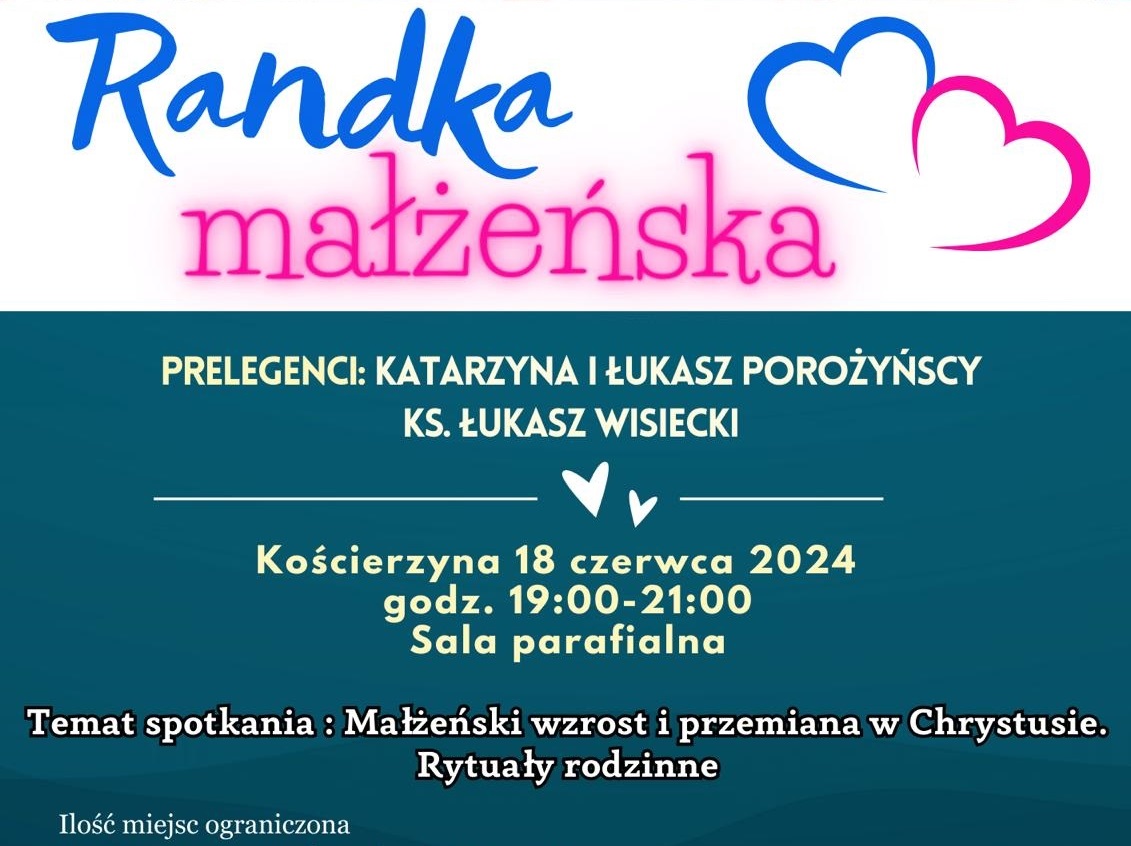 Randka
małżeńska
PRELEGENCI: KATARZYNA I ŁUKASZ POROŻYŃSCY
KS. ŁUKASZ WISIECKI
Kościerzyna 18 czerwca 2024
godz. 19:00-21:00
Sala parafialna
Temat spotkania : Małżeński wzrost i przemiana w Chrystusie.
Rytuały rodzinne
Ilość miejsc ograniczona